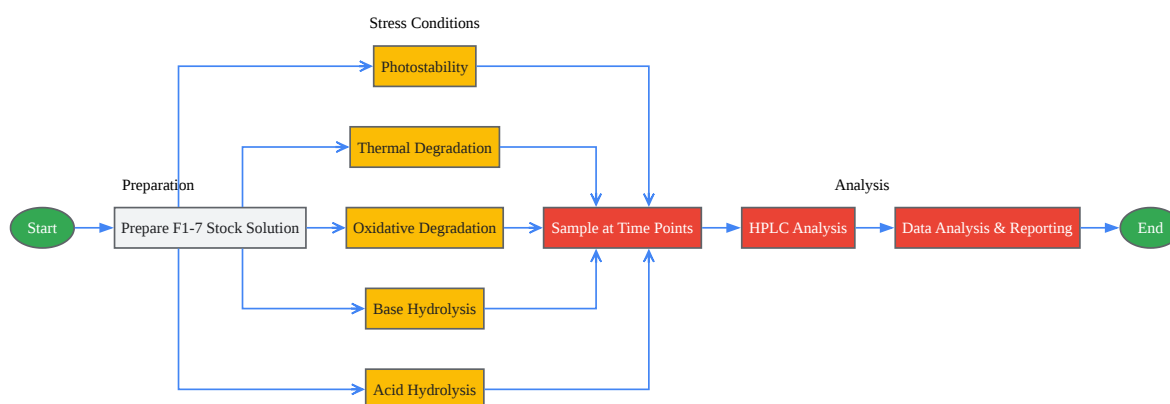 Stress Conditions
Photostability
Thermal Degradation
Preparation
Analysis
Start
Prepare F1-7 Stock Solution
Oxidative Degradation
Sample at Time Points
HPLC Analysis
Data Analysis & Reporting
End
Base Hydrolysis
Acid Hydrolysis